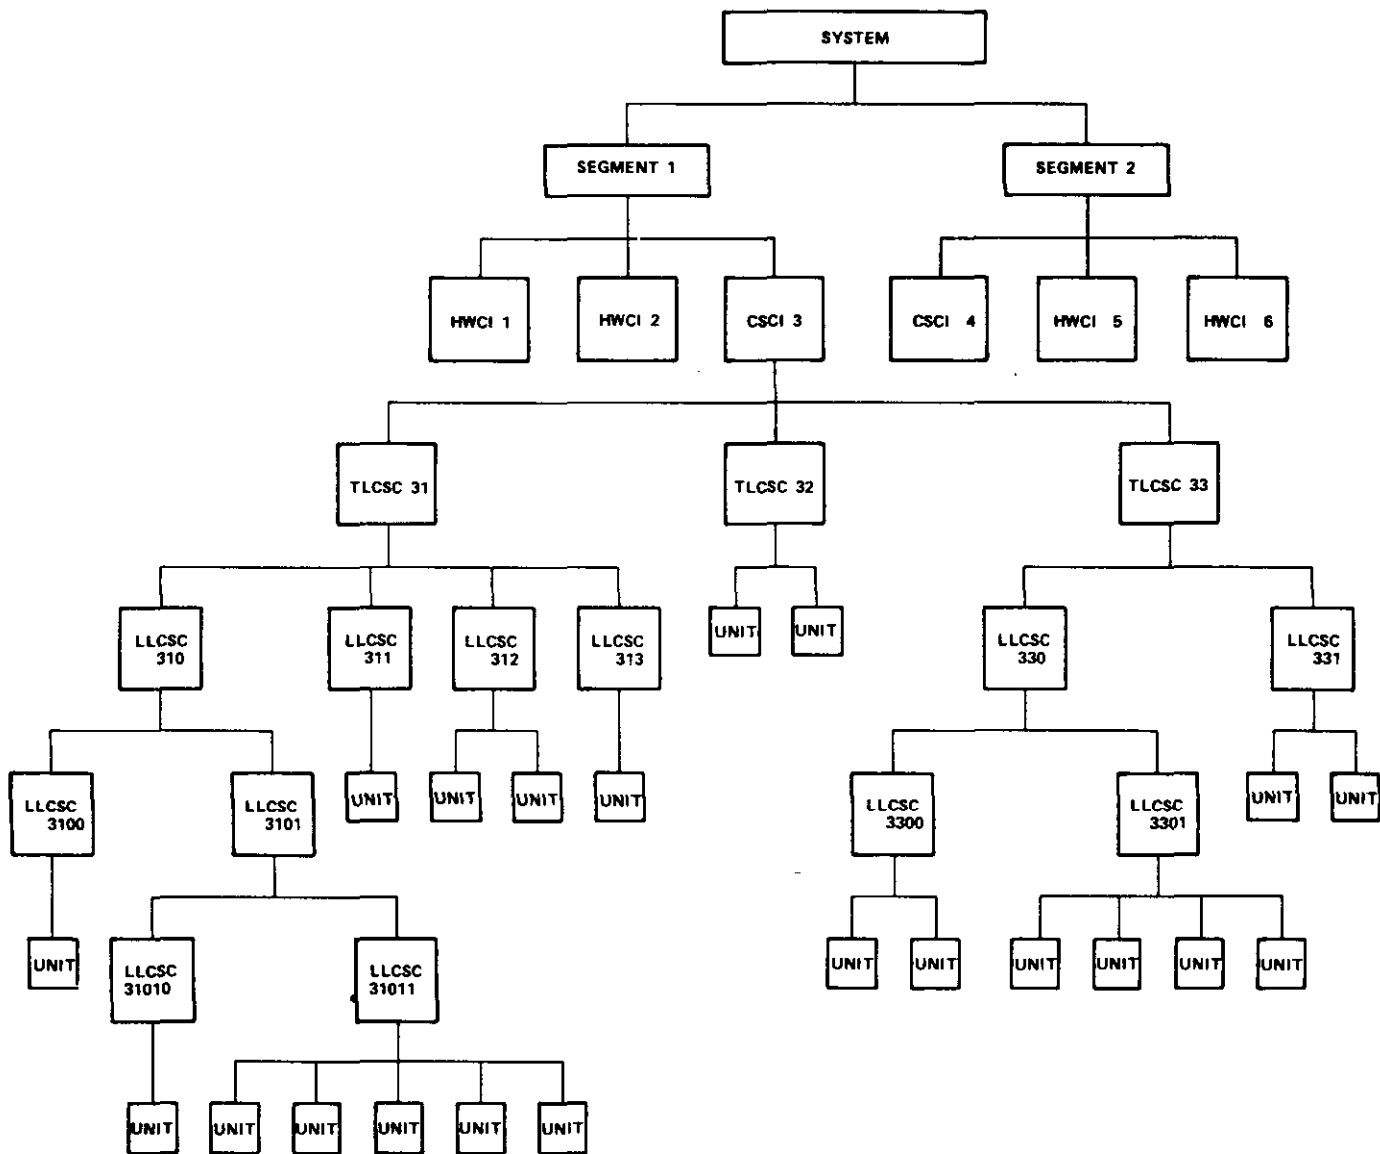 SYSTEM
SEGMENT 1
SEGMENT 2
HWCI 1
HWCI 2
CSCI 3
CSCI 4
HWCI 5
HWCI 6
TLCSC 31
TLCSC 32
TLCSC 33
LLCSC
310
LLCSC
311
LLCSC
312
LLCSC
313
UNIT
UNIT
LLCSC
330
LLCSC
331
LLCSC
3100
LLCSC
3101
UNIT
UNIT
UNIT
UNIT
LLCSC
3300
LLCSC
3301
UNIT
UNIT
UNIT
LLCSC
31010
LLCSC
31011
UNIT
UNIT
UNIT
UNIT
UNIT
UNIT
UNIT
UNIT
UNIT
UNIT
UNIT
UNIT